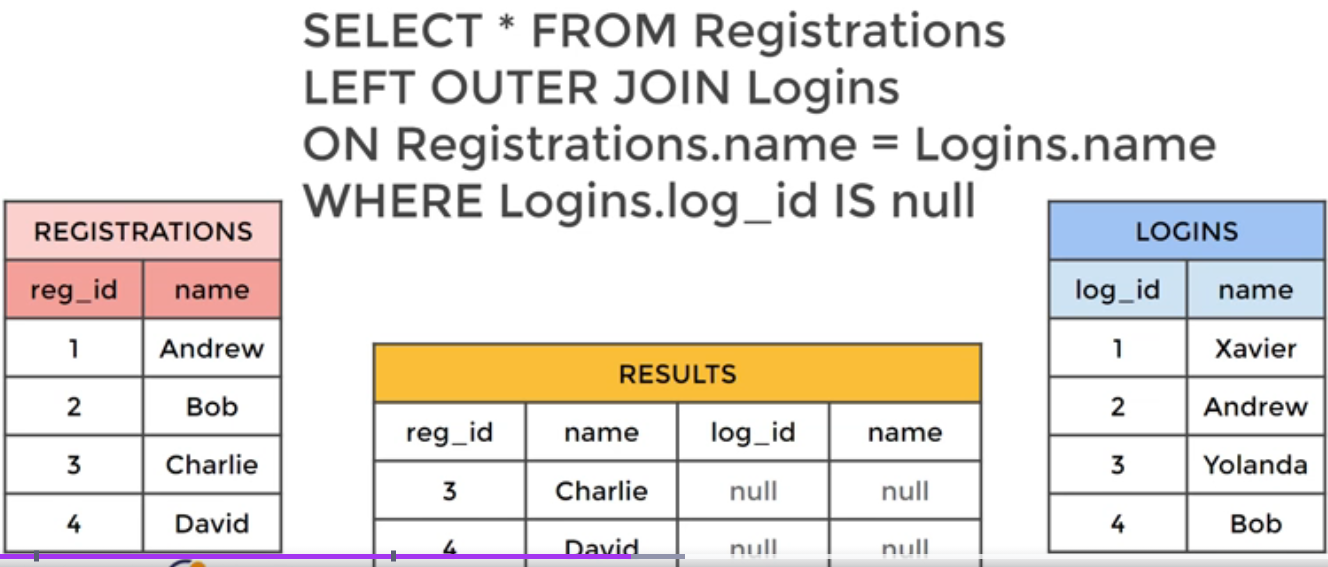 SELECT * FROM Registrations
LEFT OUTER JOIN Logins
ON Registrations.name = Logins.name
WHERE Logins.log_id IS null
REGISTRATIONS
reg_id name
1 Andrew
2 Bob
3 Charlie
4 David
RESULTS
reg_id name log_id name
3 Charlie null null
4 David null null
LOGINS
log_id name
1 Xavier
2 Andrew
3 Yolanda
4 Bob